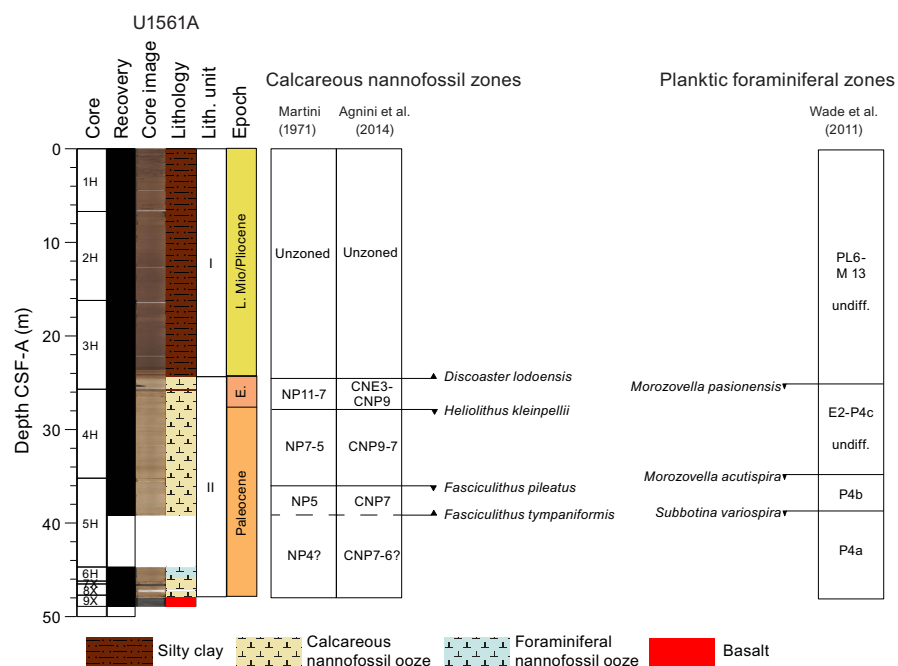 U1561A
Core
Recovery
Core image
Lithology
Lith. unit
Epoch
Calcareous nannofossil zones
Planktic foraminiferal zones
Martini
(1971)
Agnini et al.
(2014)
Wade et al.
(2011)
Depth CSF-A (m)
0
10
20
30
40
50
1H
2H
3H
4H
5H
6H
7X
8X
9X
I
II
L. Mio/Pliocene
E.
Paleocene
Unzoned
NP11-7
NP7-5
NP5
NP4?
Unzoned
CNE3-
CNP9
CNP9-7
CNP7
CNP7-6?
Discoaster lodoensis
Heliolithus kleinpellii
Fasciculithus pileatus
Fasciculithus tympaniformis
Morozovella pasionensis
Morozovella acutispira
Subbotina variospira
PL6-
M 13
undiff.
E2-P4c
undiff.
P4b
P4a
Silty clay
Calcareous
nannofossil ooze
Foraminiferal
nannofossil ooze
Basalt